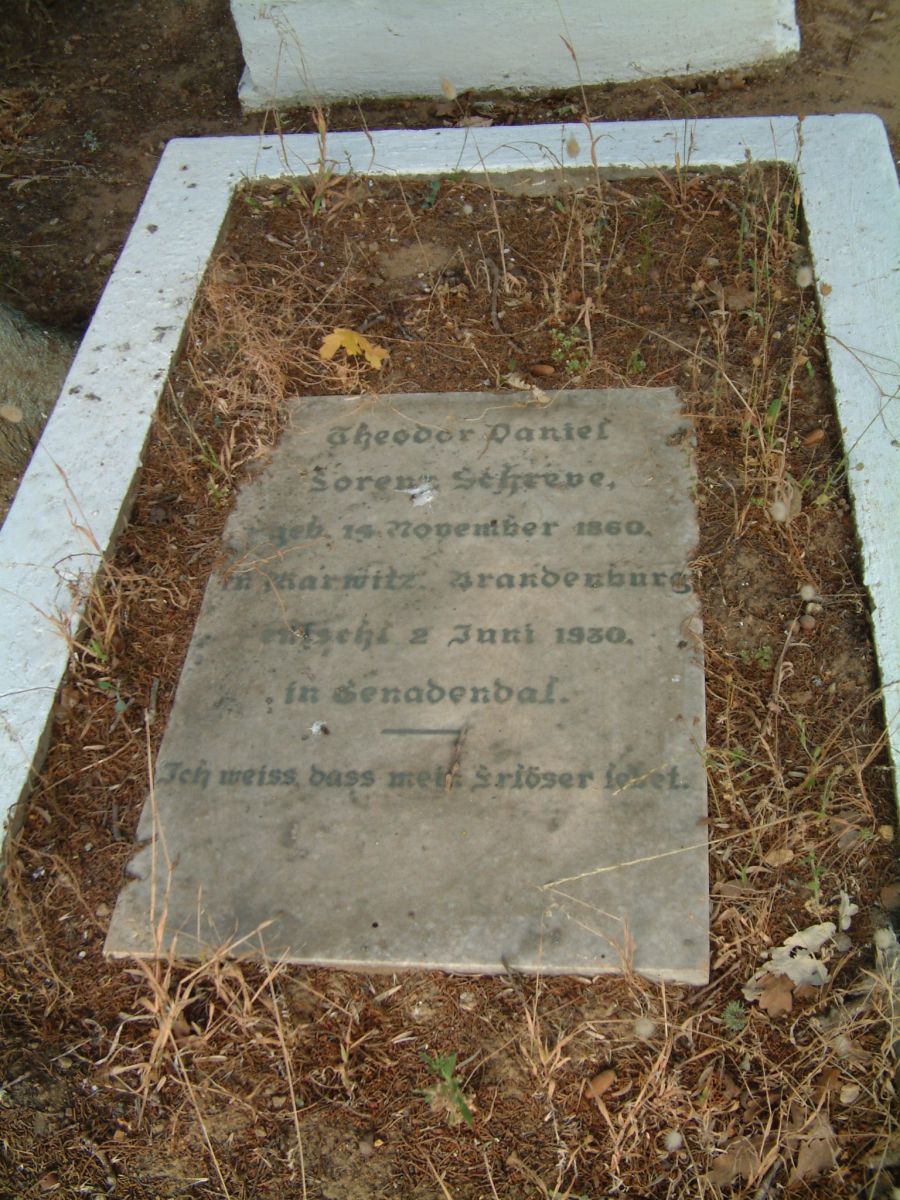 Theodor Daniel
Lorenz Schreve,
geb. 14 November 1860.
in Marwitz. Brandenburg
entschl 2 Juni 1930.
in Genadendal.
Ich weiss, dass mein Erlöser lebet.